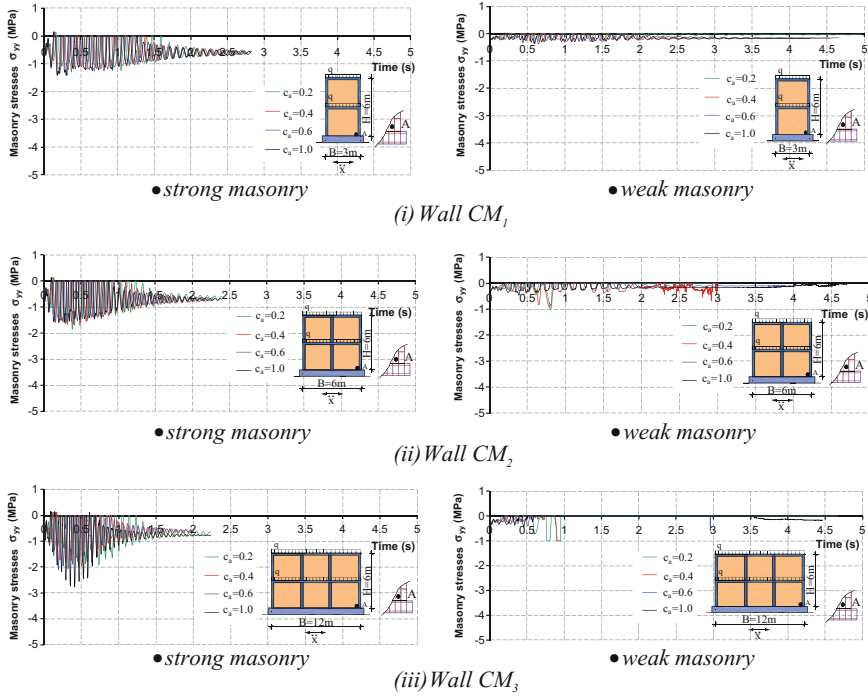 Masonry stresses σyy (MPa)
1
0
-1
-2
-3
-4
-5
0 0.5 1 1.5 2 2.5 3 3.5 4 4.5 5
Time (s)
ca=0.2
ca=0.4
ca=0.6
ca=1.0
q
q
H=6m
A
B=3m
ẍ
A
● strong masonry
Masonry stresses σyy (MPa)
1
0
-1
-2
-3
-4
-5
0 0.5 1 1.5 2 2.5 3 3.5 4 4.5 5
Time (s)
ca=0.2
ca=0.4
ca=0.6
ca=1.0
q
q
H=6m
A
B=3m
ẍ
A
● weak masonry
(i) Wall CM1
Masonry stresses σyy (MPa)
1
0
-1
-2
-3
-4
-5
0 0.5 1 1.5 2 2.5 3 3.5 4 4.5 5
Time (s)
ca=0.2
ca=0.4
ca=0.6
ca=1.0
q
q
H=6m
A
B=6m
ẍ
A
● strong masonry
Masonry stresses σyy (MPa)
1
0
-1
-2
-3
-4
-5
0 0.5 1 1.5 2 2.5 3 3.5 4 4.5 5
Time (s)
ca=0.2
ca=0.4
ca=0.6
ca=1.0
q
q
H=6m
A
B=6m
ẍ
A
● weak masonry
(ii) Wall CM2
Masonry stresses σyy (MPa)
1
0
-1
-2
-3
-4
-5
0 0.5 1 1.5 2 2.5 3 3.5 4 4.5 5
Time (s)
ca=0.2
ca=0.4
ca=0.6
ca=1.0
q
q
H=6m
A
B=12m
ẍ
A
● strong masonry
Masonry stresses σyy (MPa)
1
0
-1
-2
-3
-4
-5
0 0.5 1 1.5 2 2.5 3 3.5 4 4.5 5
Time (s)
ca=0.2
ca=0.4
ca=0.6
ca=1.0
q
q
H=6m
A
B=12m
ẍ
A
● weak masonry
(iii) Wall CM3